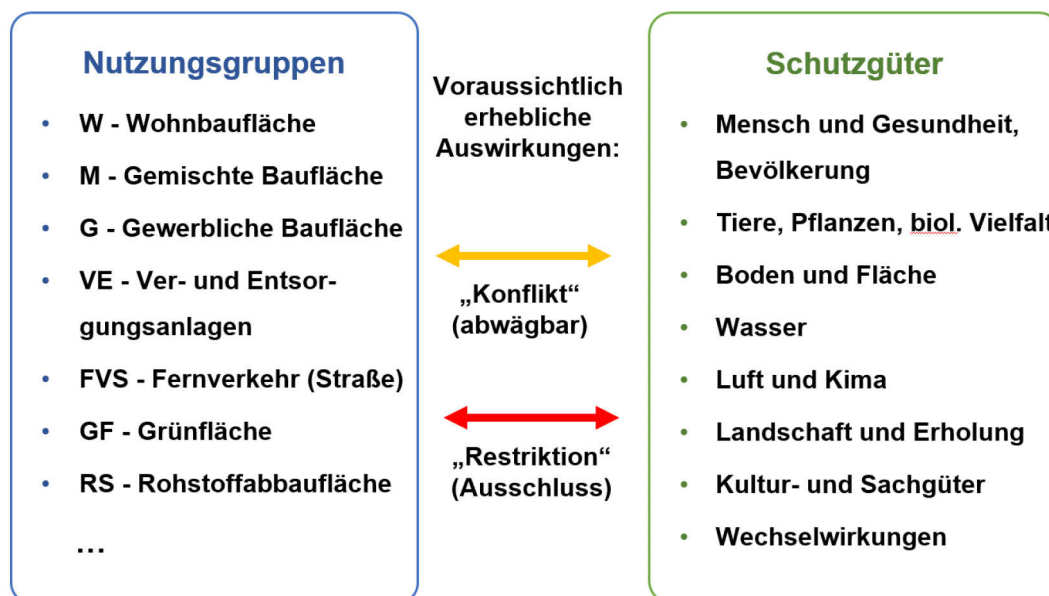 Nutzungsgruppen
• W - Wohnbaufläche
• M - Gemischte Baufläche
• G - Gewerbliche Baufläche
• VE - Ver- und Entsor-
gungsanlagen
• FVS - Fernverkehr (Straße)
• GF - Grünfläche
• RS - Rohstoffabbaufläche
...
Voraussichtlich
erhebliche
Auswirkungen:
„Konflikt“
(abwägbar)
„Restriktion“
(Ausschluss)
Schutzgüter
• Mensch und Gesundheit,
Bevölkerung
• Tiere, Pflanzen, biol. Vielfalt
• Boden und Fläche
• Wasser
• Luft und Kima
• Landschaft und Erholung
• Kultur- und Sachgüter
• Wechselwirkungen